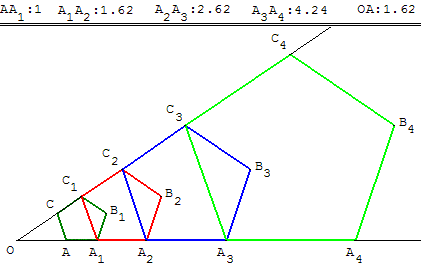 AA₁:1 A₁A₂:1.62 A₂A₃:2.62 A₃A₄:4.24 OA:1.62
C₄
C₃ B₄
C₂ B₃
C₁ B₂
C B₁
O A A₁ A₂ A₃ A₄